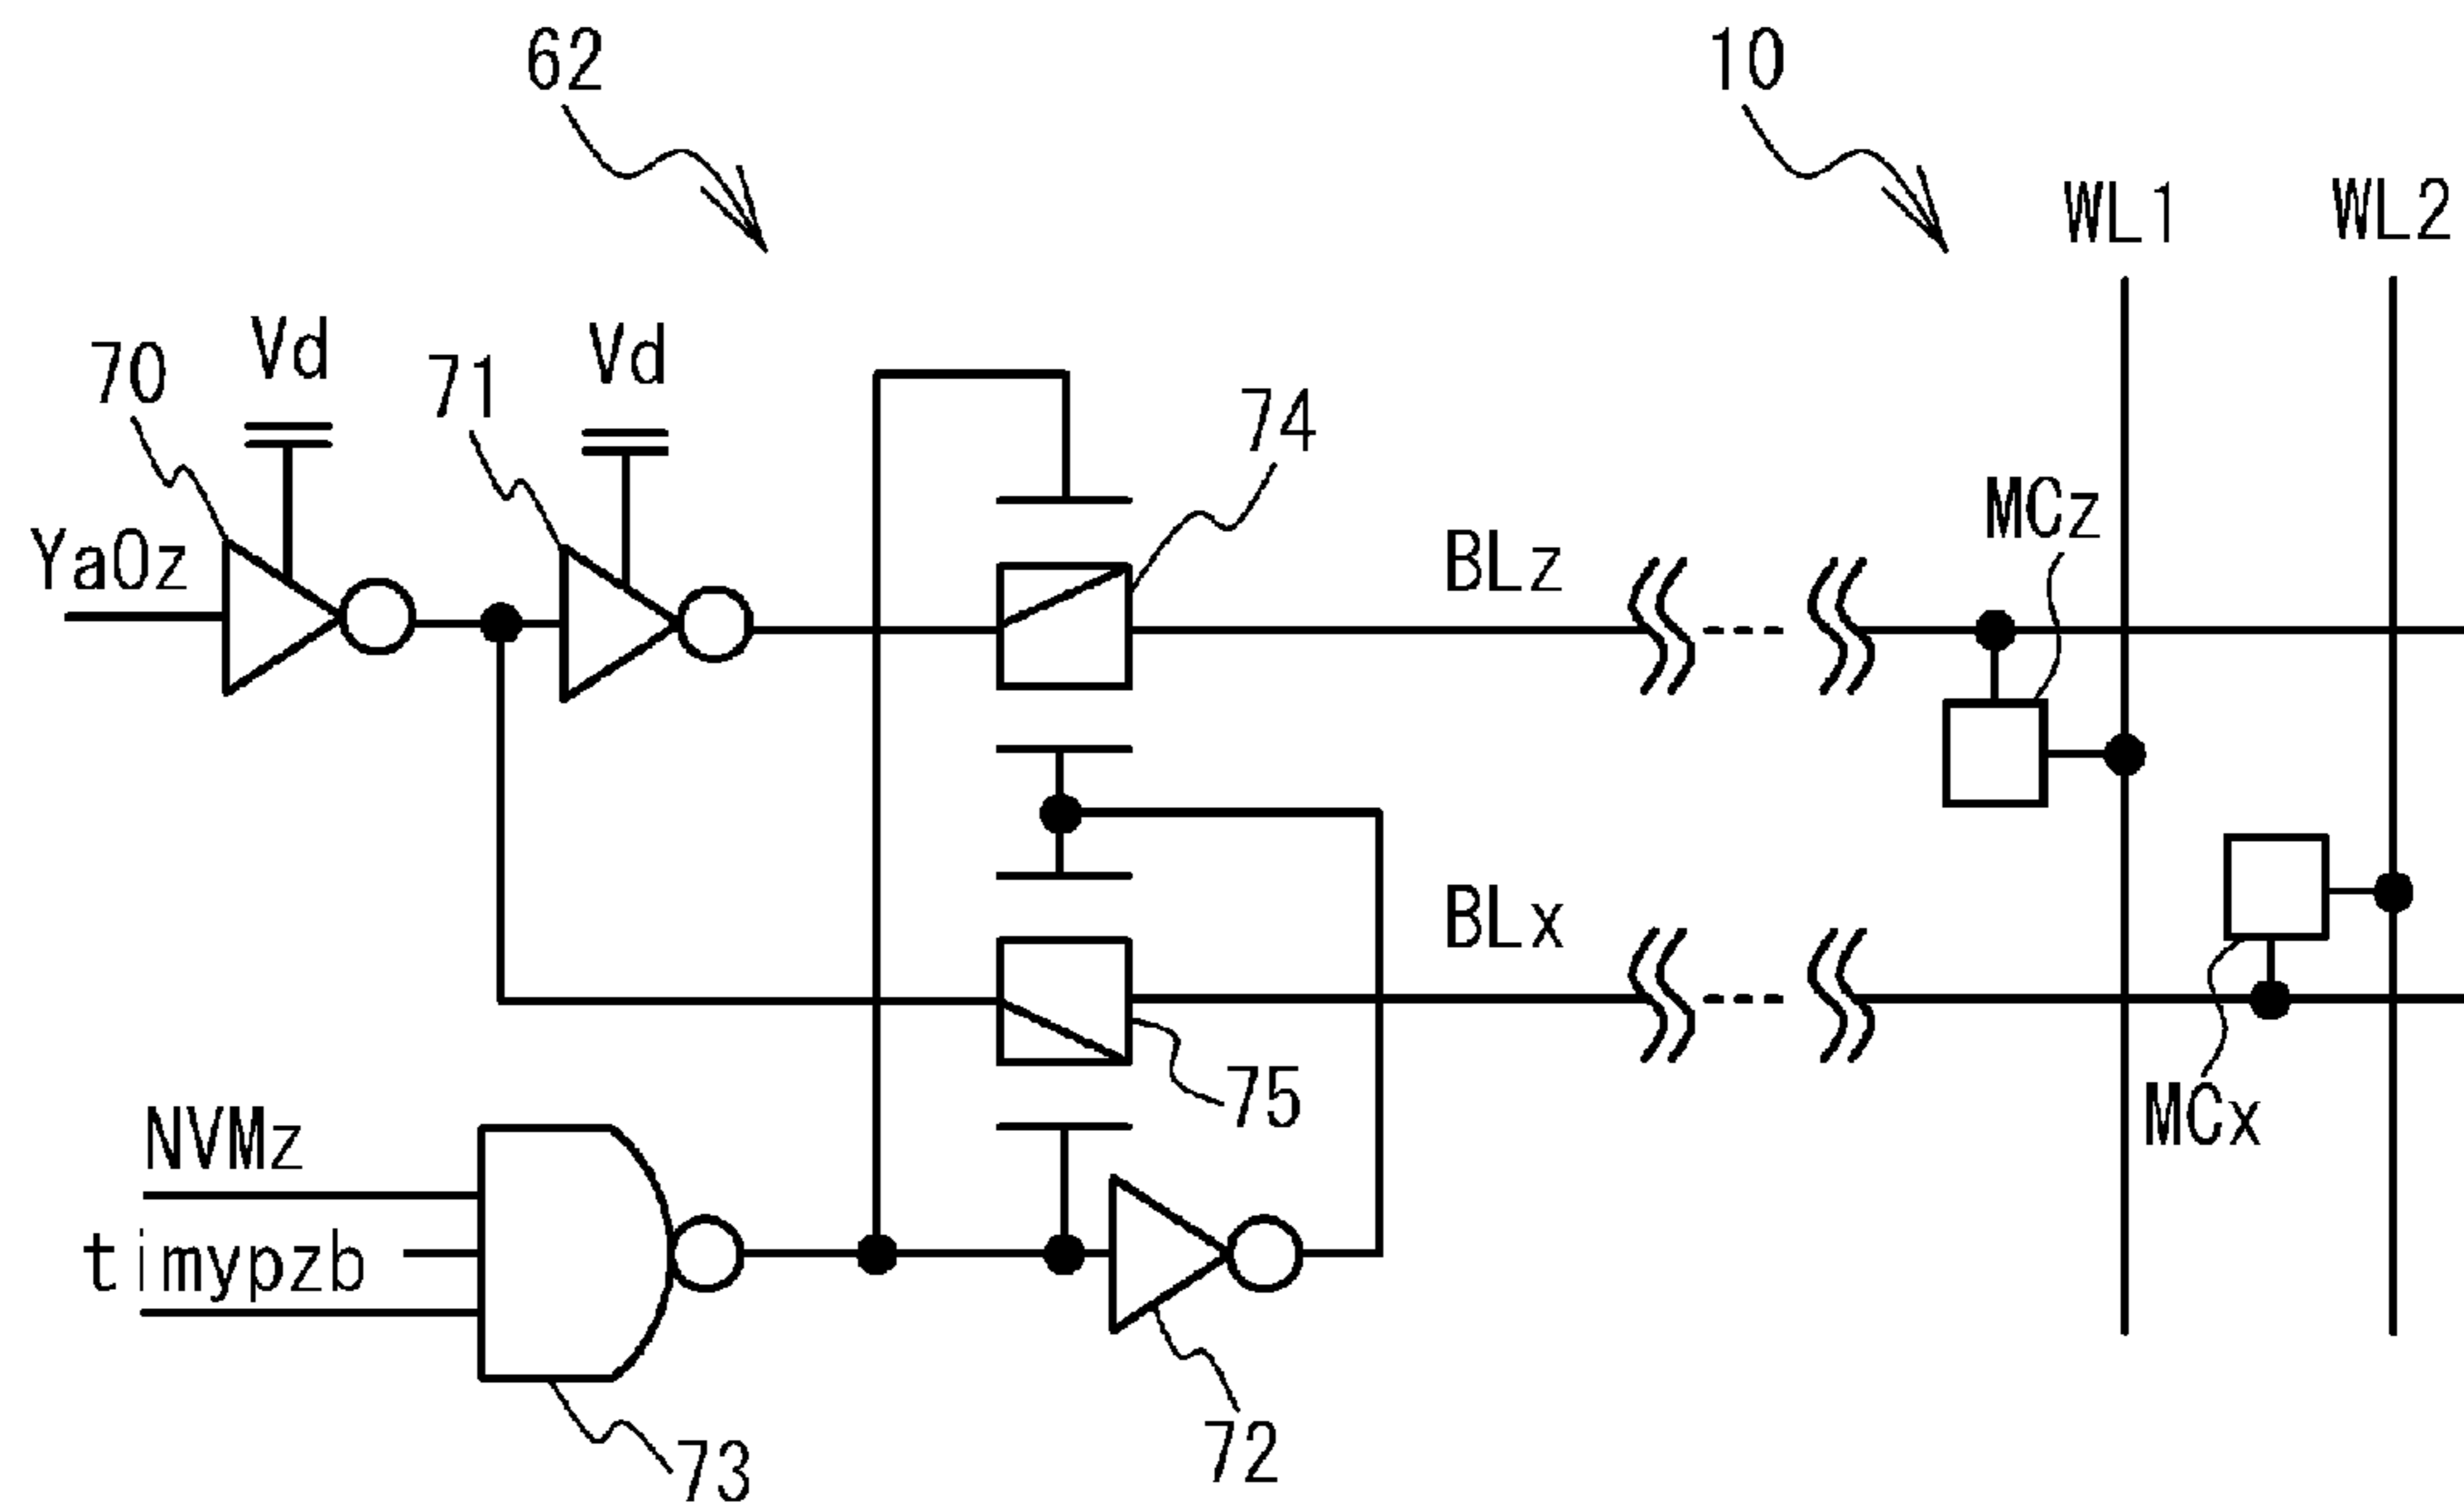 62
10
WL1
WL2
70
Vd
71
Vd
74
Ya0z
BLz
MCz
BLx
75
MCx
NVMz
timypzb
73
72